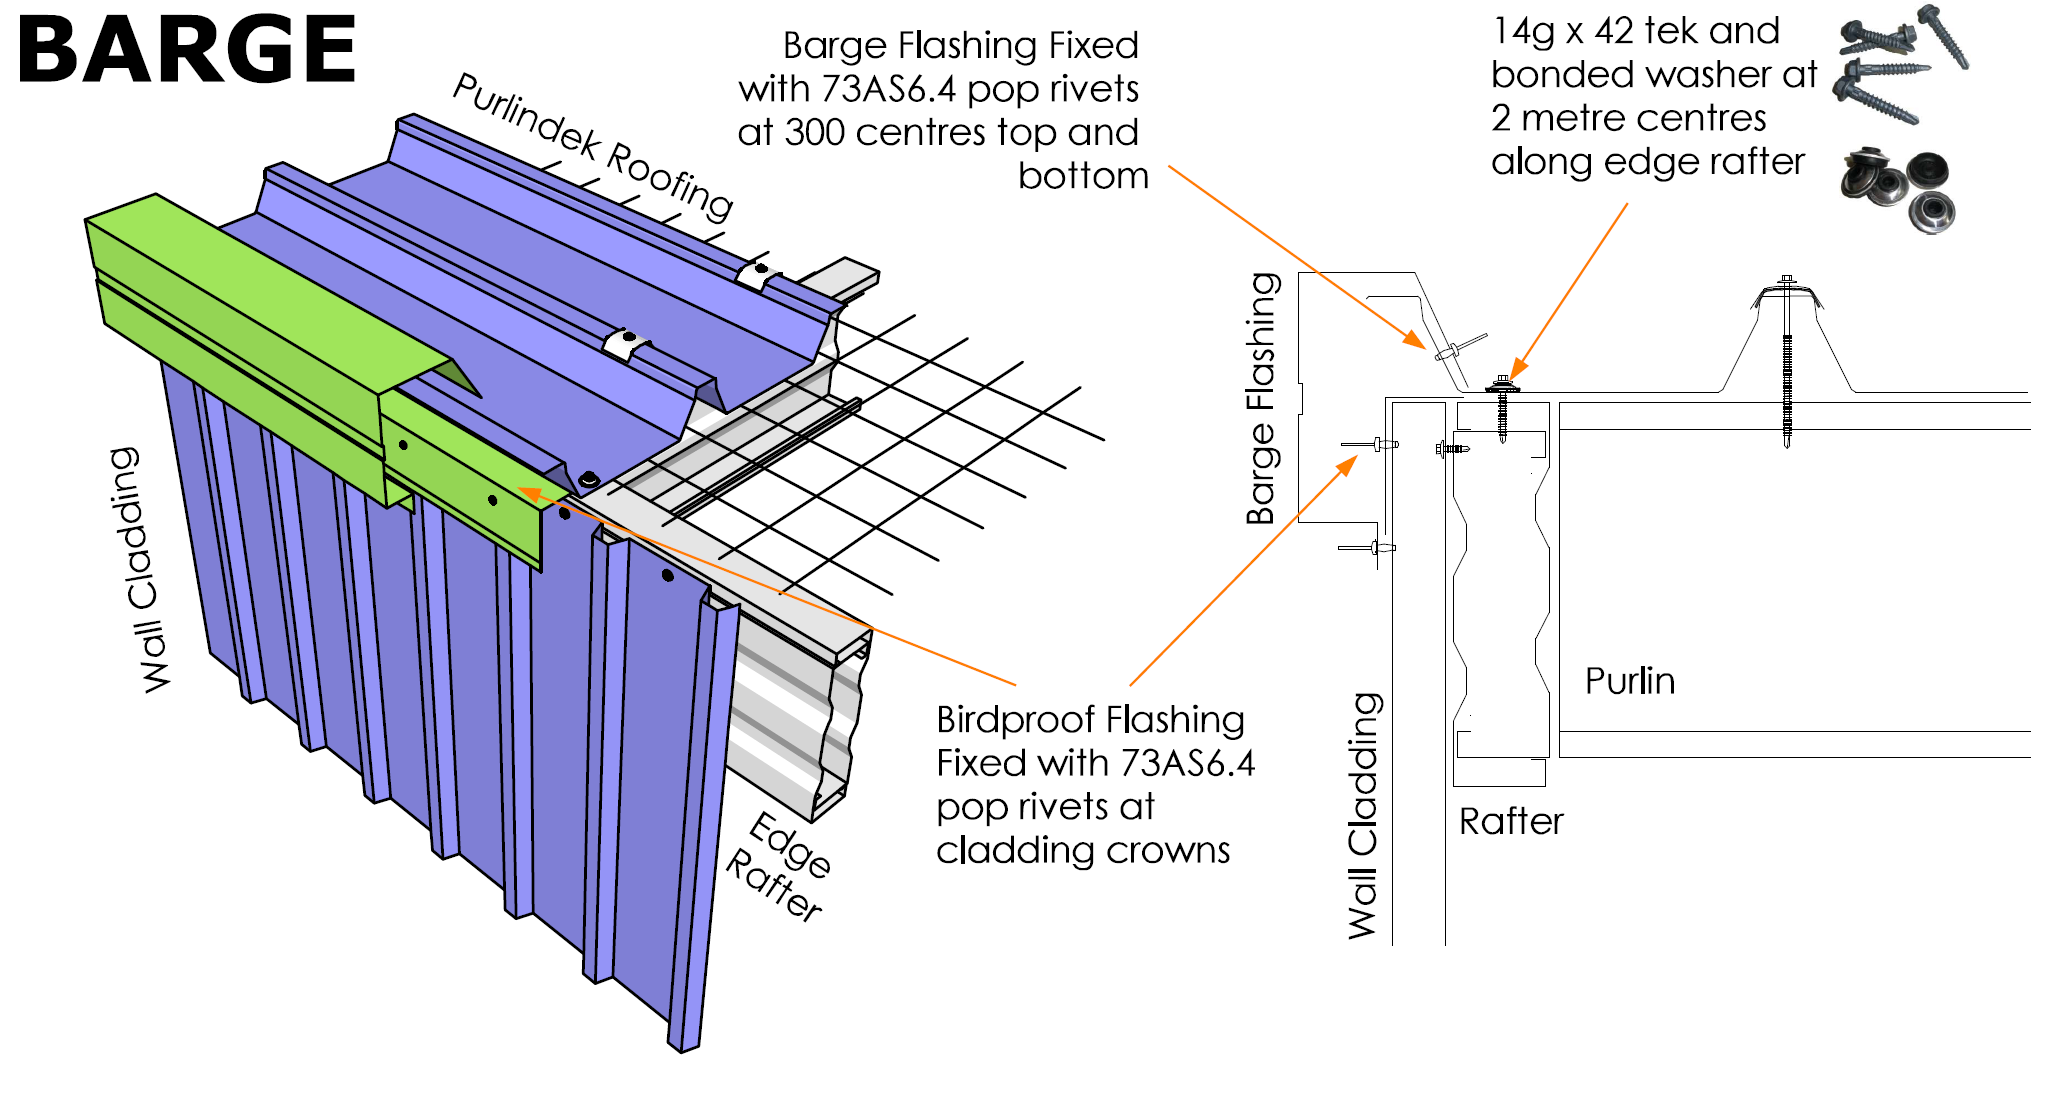 BARGE
Purlindek Roofing
Barge Flashing Fixed
with 73AS6.4 pop rivets
at 300 centres top and
bottom
14g x 42 tek and
bonded washer at
2 metre centres
along edge rafter
Barge Flashing
Wall Cladding
Edge
Rafter
Birdproof Flashing
Fixed with 73AS6.4
pop rivets at
cladding crowns
Wall Cladding
Rafter
Purlin